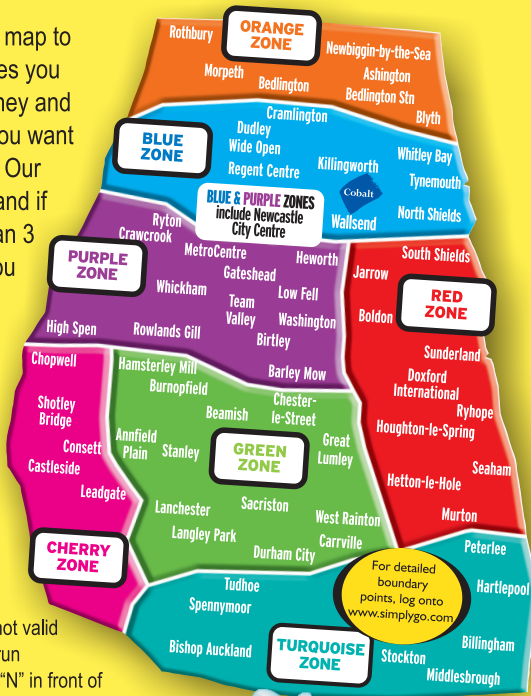 map to
es you
ney and
ou want
Our
and if
an 3
ou
ORANGE
ZONE
Rothbury
Newbiggin-by-the-Sea
Morpeth
Ashington
Bedlington
Bedlington Stn
Blyth
BLUE
ZONE
Cramlington
Dudley
Wide Open
Regent Centre
Killingworth
Whitley Bay
Tynemouth
Cobalt
North Shields
Wallsend
BLUE & PURPLE ZONES
include Newcastle
City Centre
PURPLE
ZONE
Ryton
Crawcrook
MetroCentre
Heworth
Gateshead
Whickham
Low Fell
Team
Valley
Washington
Birtley
High Spen
Rowlands Gill
Barley Mow
RED
ZONE
South Shields
Jarrow
Boldon
Sunderland
Doxford
International
Ryhope
Houghton-le-Spring
Seaham
Hetton-le-Hole
Murton
Chopwell
Shotley
Bridge
Consett
Castleside
Leadgate
CHERRY
ZONE
Hamsterley Mill
Burnopfield
Beamish
Chester-
le-Street
Annfield
Plain
Stanley
GREEN
ZONE
Great
Lumley
Lanchester
Sacriston
West Rainton
Langley Park
Carrville
Durham City
Peterlee
For detailed
boundary
points, log onto
www.simplygo.com
Hartlepool
Tudhoe
Spennymoor
Bishop Auckland
TURQUOISE
ZONE
Stockton
Billingham
Middlesbrough
not valid
run
"N" in front of